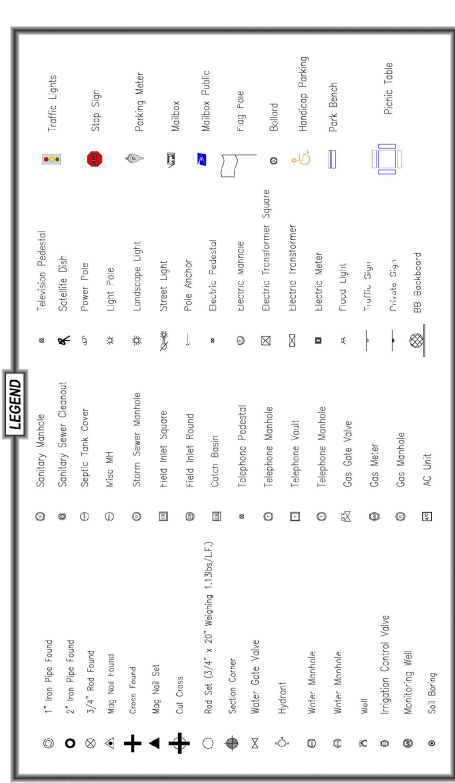 LEGEND
1" Iron Pipe Found
2" Iron Pipe Found
3/4" Rod Found
Mag Nail Found
Cross Found
Mag Nail Set
Cut Cross
Rod Set (3/4" x 20" Weighing 1.13lbs/L.F.)
Section Corner
Water Gate Valve
Hydrant
Water Manhole
Water Manhole
Well
Irrigation Control Valve
Monitoring Well
Soil Boring
Sanitary Manhole
Sanitary Sewer Cleanout
Septic Tank Cover
Misc MH
Storm Sewer Manhole
Field Inlet Square
Field Inlet Round
Catch Basin
Telephone Pedestal
Telephone Manhole
Telephone Vault
Telephone Manhole
Gas Gate Valve
Gas Meter
Gas Manhole
AC Unit
Television Pedestal
Satellite Dish
Power Pole
Light Pole
Landscape Light
Street Light
Pole Anchor
Electric Pedestal
Electric Manhole
Electric Transformer Square
Electric Transformer
Electric Meter
Flood Light
Traffic Sign
Private Sign
BB Backboard
Traffic Lights
Stop Sign
Parking Meter
Mailbox
Mailbox Public
Flag Pole
Bollard
Handicap Parking
Park Bench
Picnic Table